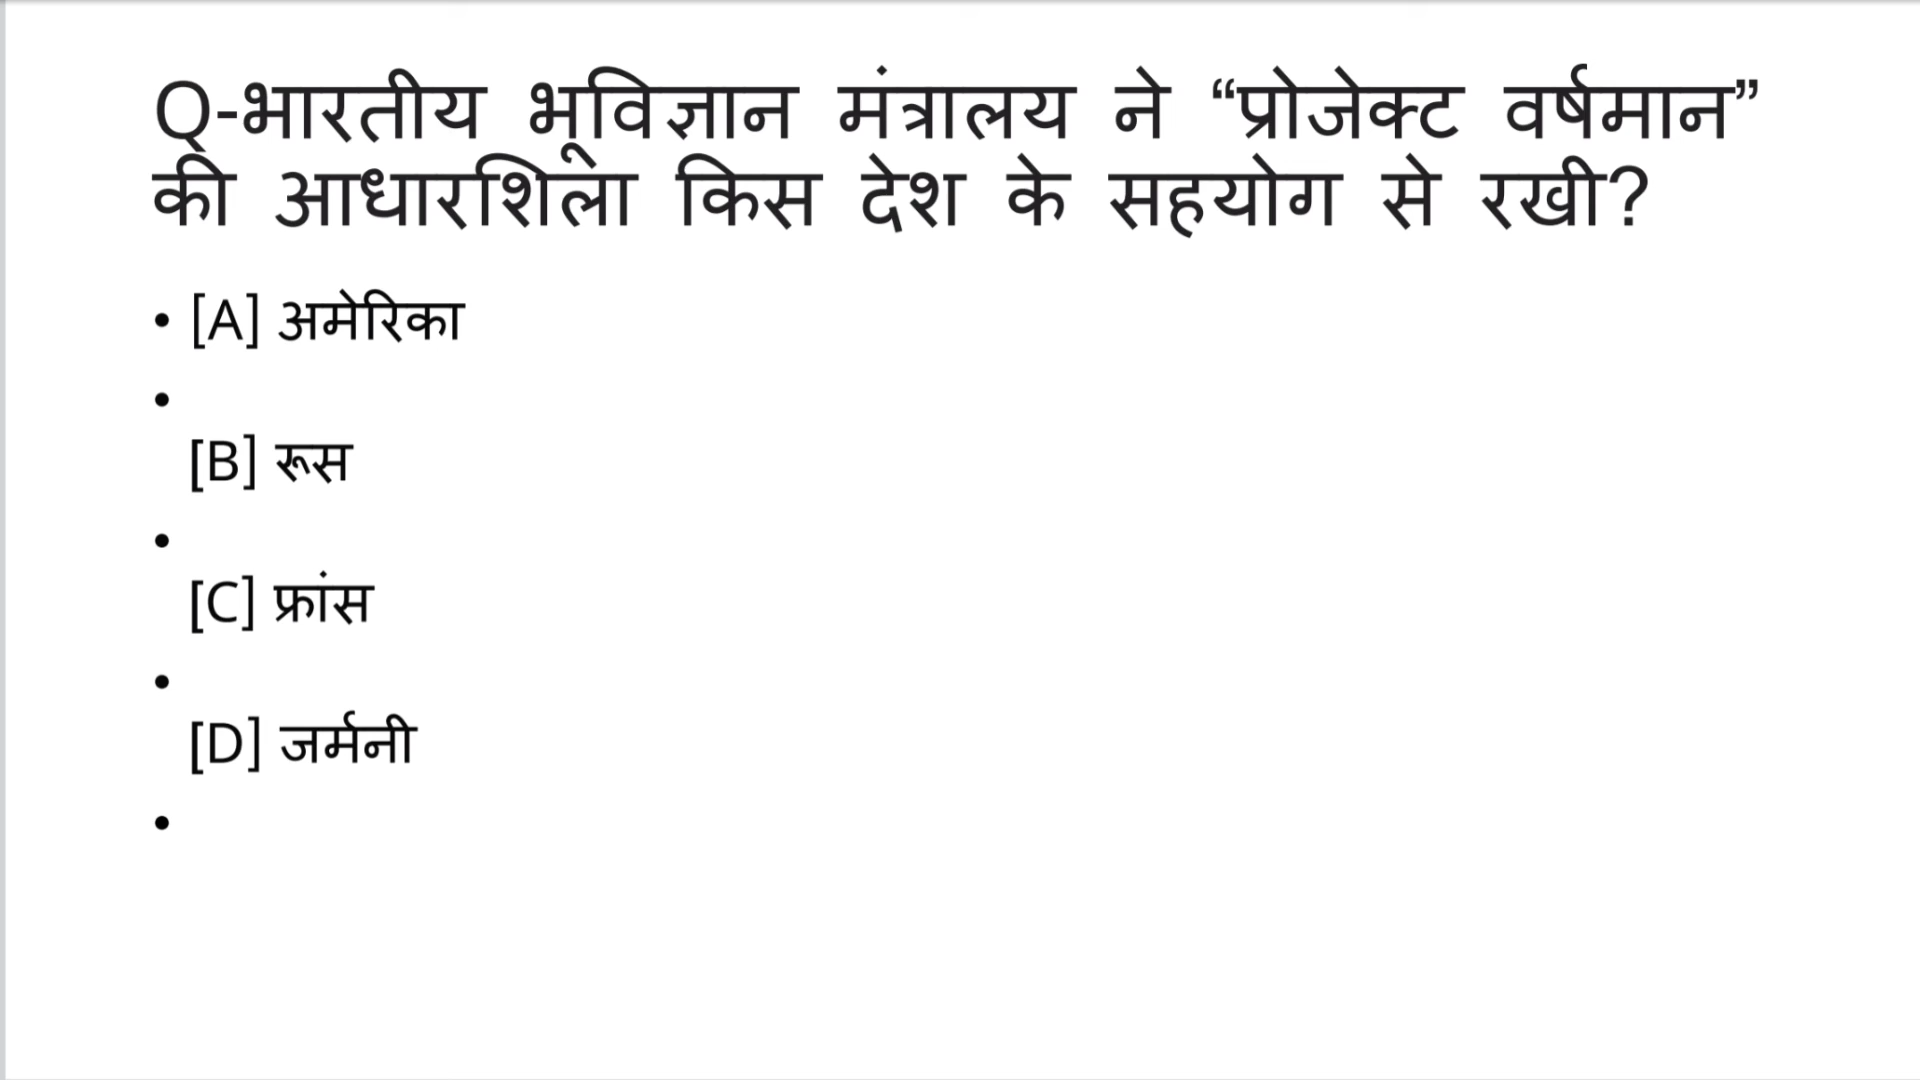 Q-भारतीय भूविज्ञान मंत्रालय ने “प्रोजेक्ट वर्षमान”
की आधारशिला किस देश के सहयोग से रखी?
• [A] अमेरिका
•
[B] रूस
•
[C] फ्रांस
•
[D] जर्मनी
•